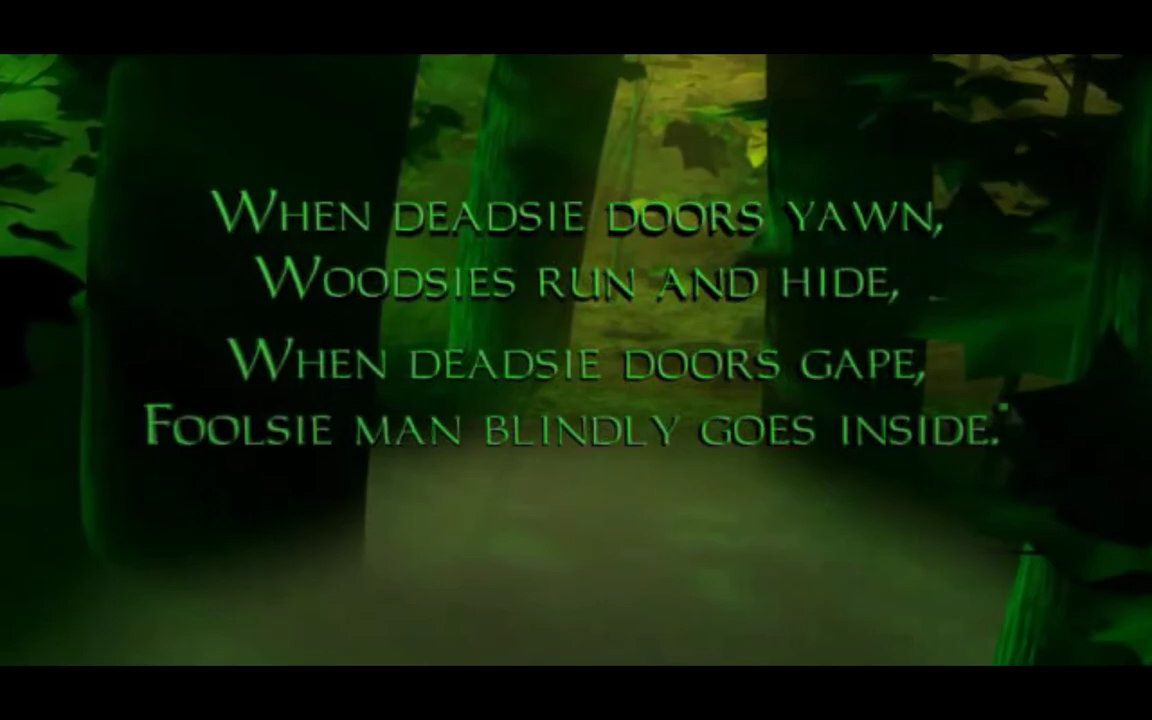 When deadsie doors yawn,
Woodsies run and hide,
When deadsie doors gape,
Foolsie man blindly goes inside."